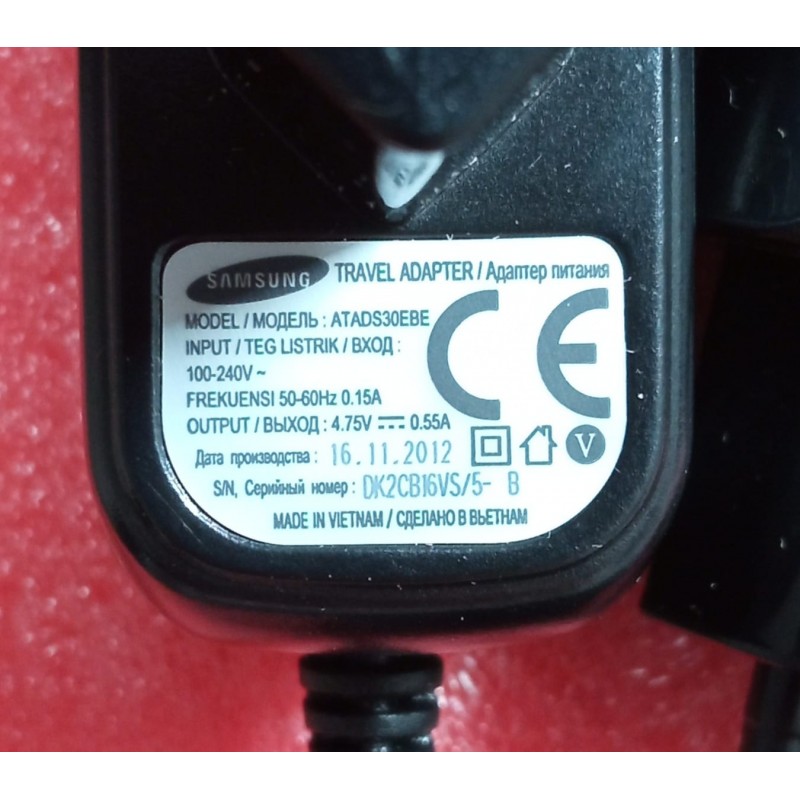 SAMSUNG TRAVEL ADAPTER / Адаптер питания
MODEL / МОДЕЛЬ : ATADS30EBE
INPUT / TEG LISTRIK / ВХОД :
100-240V ~
FREKUENSI 50-60Hz 0.15A
OUTPUT / ВЫХОД : 4.75V ⎓ 0.55A
CE
Дата производства : 16.11.2012
V
S/N, Серийный номер : DK2CB16VS/5- B
MADE IN VIETNAM / СДЕЛАНО В ВЬЕТНАМ